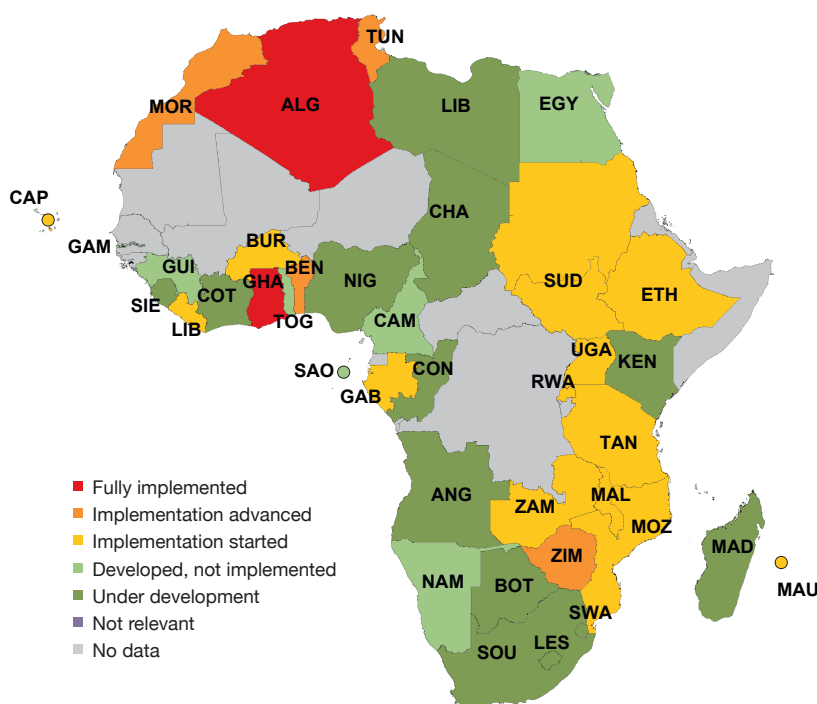 TUN
MOR
ALG
LIB
EGY
CAP
CHA
GAM
BUR
GUI
BEN
NIG
GHA
SUD
SIE
COT
ETH
LIB
TOG
CAM
UGA
KEN
SAO
CON
RWA
GAB
TAN
Fully implemented
Implementation advanced
Implementation started
Developed, not implemented
Under development
Not relevant
No data
ANG
ZAM
MAL
MOZ
MAD
ZIM
NAM
BOT
MAU
SWA
SOU
LES